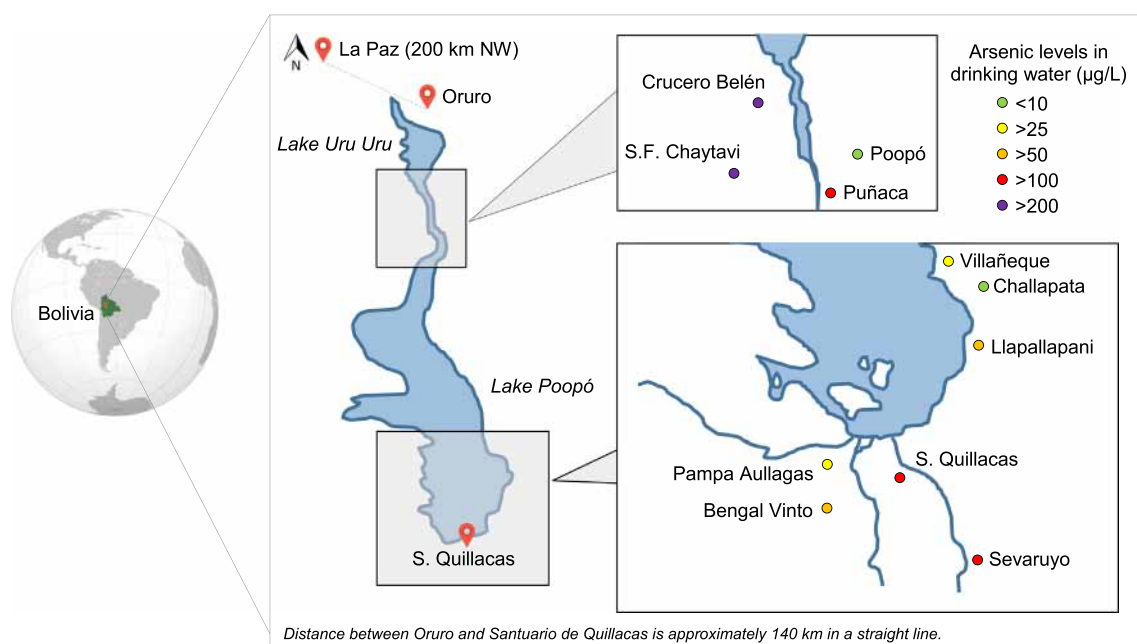 La Paz (200 km NW)
N
Oruro
Lake Uru Uru
Bolivia
Lake Poopó
S. Quillacas
Crucero Belén
S.F. Chaytavi
Poopó
Puñaca
Arsenic levels in
drinking water (µg/L)
<10
>25
>50
>100
>200
Villañeque
Challapata
Llapallapani
Pampa Aullagas
S. Quillacas
Bengal Vinto
Sevaruyo
Distance between Oruro and Santuario de Quillacas is approximately 140 km in a straight line.